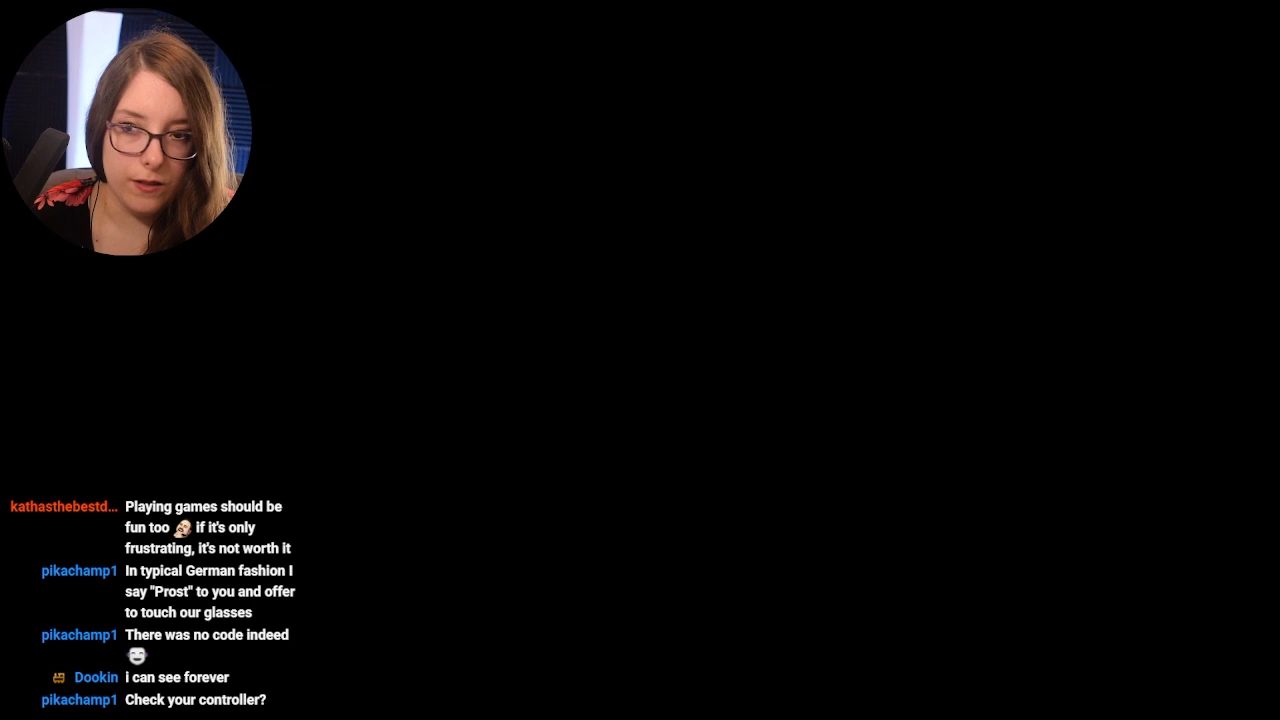 kathasthebestd... Playing games should be
fun too if it's only
frustrating, it's not worth it
pikachamp1 In typical German fashion I
say "Prost" to you and offer
to touch our glasses
pikachamp1 There was no code indeed
Dookin i can see forever
pikachamp1 Check your controller?